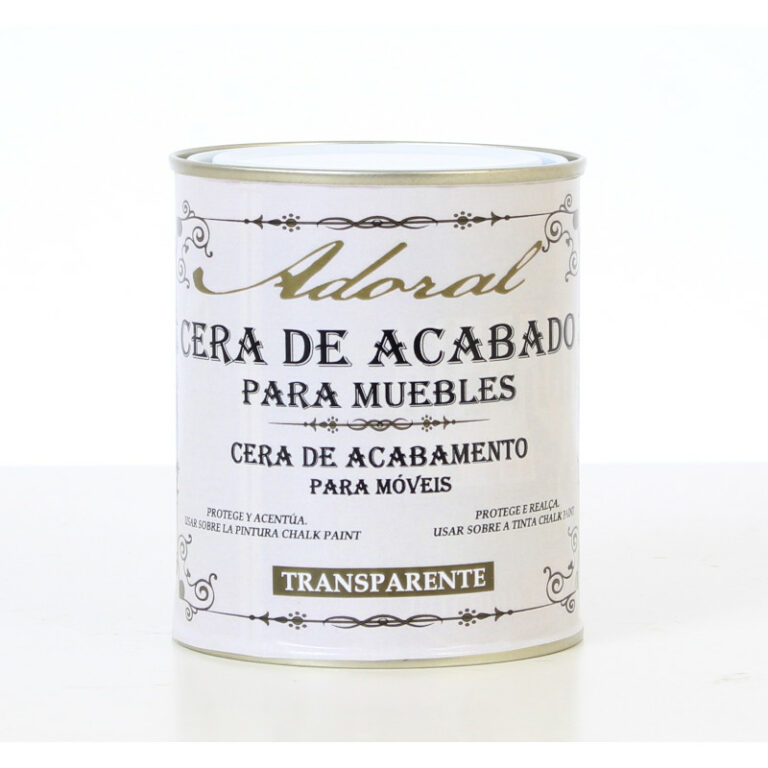 Adoral
CERA DE ACABADO
PARA MUEBLES
CERA DE ACABAMENTO
PARA MÓVEIS
PROTEGE Y ACENTÚA.
USAR SOBRE LA PINTURA CHALK PAINT
PROTEGE E REALÇA.
USAR SOBRE A TINTA CHALK PAINT
TRANSPARENTE